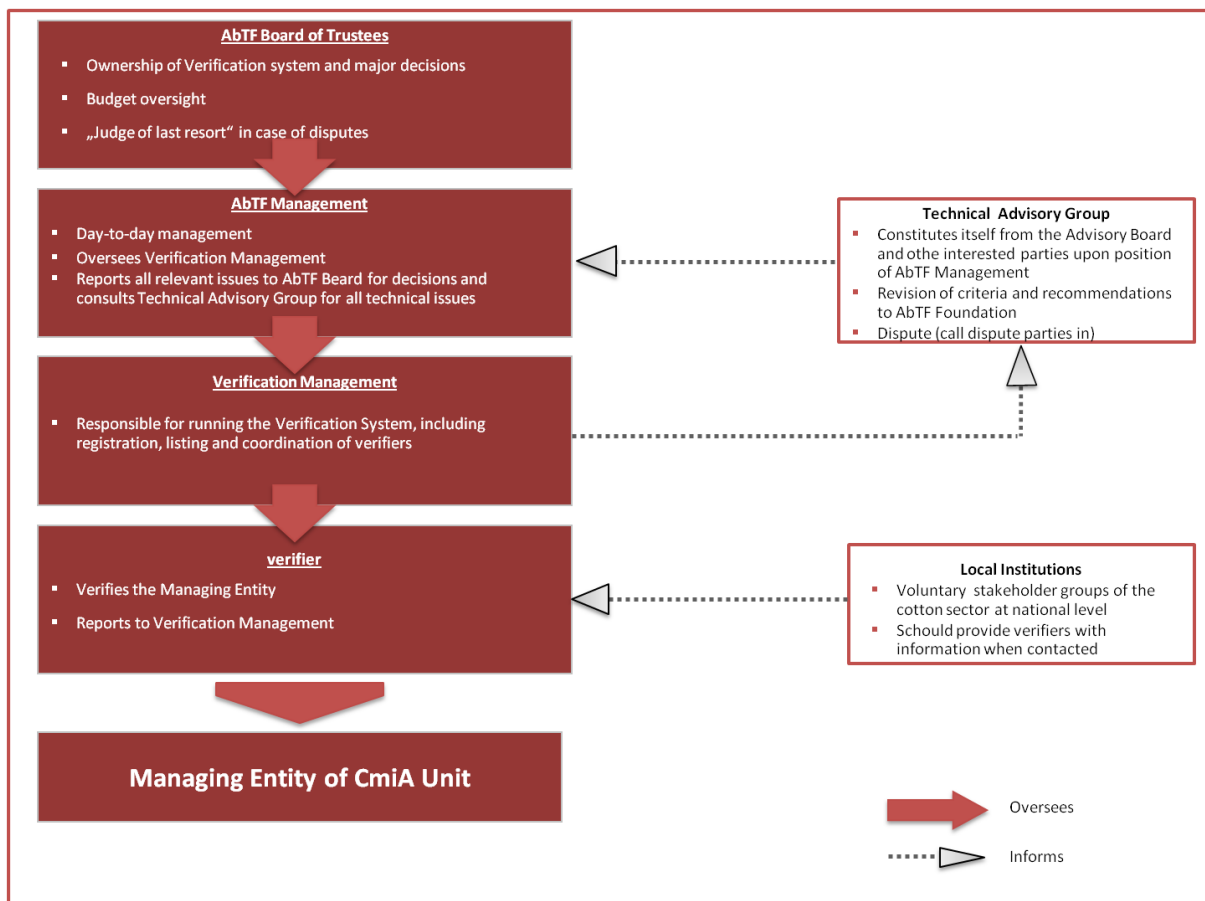 AbTF Board of Trustees
▪ Ownership of Verification system and major decisions
▪ Budget oversight
▪ „Judge of last resort“ in case of disputes
AbTF Management
▪ Day-to-day management
▪ Oversees Verification Management
▪ Reports all relevant issues to AbTF Board for decisions and
consults Technical Advisory Group for all technical issues
Technical Advisory Group
▪ Constitutes itself from the Advisory Board
and othe interested parties upon position
of AbTF Management
▪ Revision of criteria and recommendations
to AbTF Foundation
▪ Dispute (call dispute parties in)
Verification Management
▪ Responsible for running the Verification System, including
registration, listing and coordination of verifiers
verifier
▪ Verifies the Managing Entity
▪ Reports to Verification Management
Local Institutions
▪ Voluntary stakeholder groups of the
cotton sector at national level
▪ Schould provide verifiers with
information when contacted
Managing Entity of CmiA Unit
Oversees
Informs